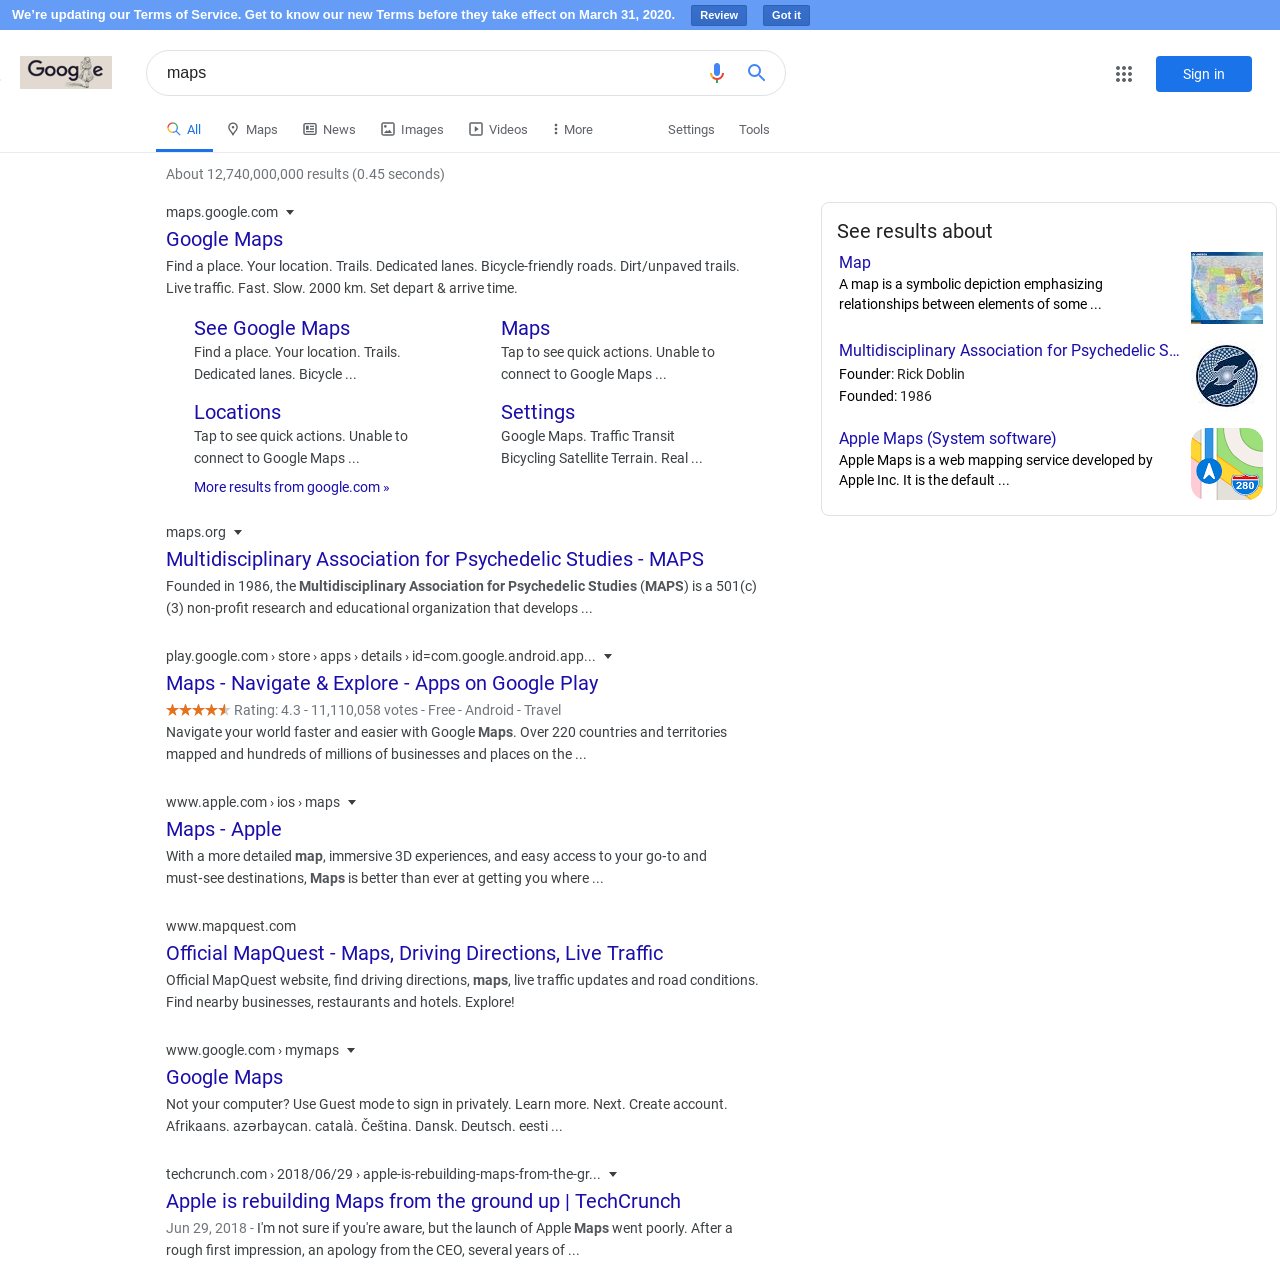 We're updating our Terms of Service. Get to know our new Terms before they take effect on March 31, 2020. Review Got it
Google
maps
Sign in
All Maps News Images Videos More Settings Tools
About 12,740,000,000 results (0.45 seconds)
maps.google.com
Google Maps
Find a place. Your location. Trails. Dedicated lanes. Bicycle-friendly roads. Dirt/unpaved trails.
Live traffic. Fast. Slow. 2000 km. Set depart & arrive time.
See Google Maps
Find a place. Your location. Trails.
Dedicated lanes. Bicycle ...
Maps
Tap to see quick actions. Unable to
connect to Google Maps ...
Locations
Tap to see quick actions. Unable to
connect to Google Maps ...
Settings
Google Maps. Traffic Transit
Bicycling Satellite Terrain. Real ...
More results from google.com »
maps.org
Multidisciplinary Association for Psychedelic Studies - MAPS
Founded in 1986, the Multidisciplinary Association for Psychedelic Studies (MAPS) is a 501(c)
(3) non-profit research and educational organization that develops ...
play.google.com › store › apps › details › id=com.google.android.app...
Maps - Navigate & Explore - Apps on Google Play
Rating: 4.3 - 11,110,058 votes - Free - Android - Travel
Navigate your world faster and easier with Google Maps. Over 220 countries and territories
mapped and hundreds of millions of businesses and places on the ...
www.apple.com › ios › maps
Maps - Apple
With a more detailed map, immersive 3D experiences, and easy access to your go-to and
must-see destinations, Maps is better than ever at getting you where ...
www.mapquest.com
Official MapQuest - Maps, Driving Directions, Live Traffic
Official MapQuest website, find driving directions, maps, live traffic updates and road conditions.
Find nearby businesses, restaurants and hotels. Explore!
www.google.com › mymaps
Google Maps
Not your computer? Use Guest mode to sign in privately. Learn more. Next. Create account.
Afrikaans. azərbaycan. català. Čeština. Dansk. Deutsch. eesti ...
techcrunch.com › 2018/06/29 › apple-is-rebuilding-maps-from-the-gr...
Apple is rebuilding Maps from the ground up | TechCrunch
Jun 29, 2018 - I'm not sure if you're aware, but the launch of Apple Maps went poorly. After a
rough first impression, an apology from the CEO, several years of ...
See results about
Map
A map is a symbolic depiction emphasizing
relationships between elements of some ...
Multidisciplinary Association for Psychedelic S...
Founder: Rick Doblin
Founded: 1986
Apple Maps (System software)
Apple Maps is a web mapping service developed by
Apple Inc. It is the default ...
280